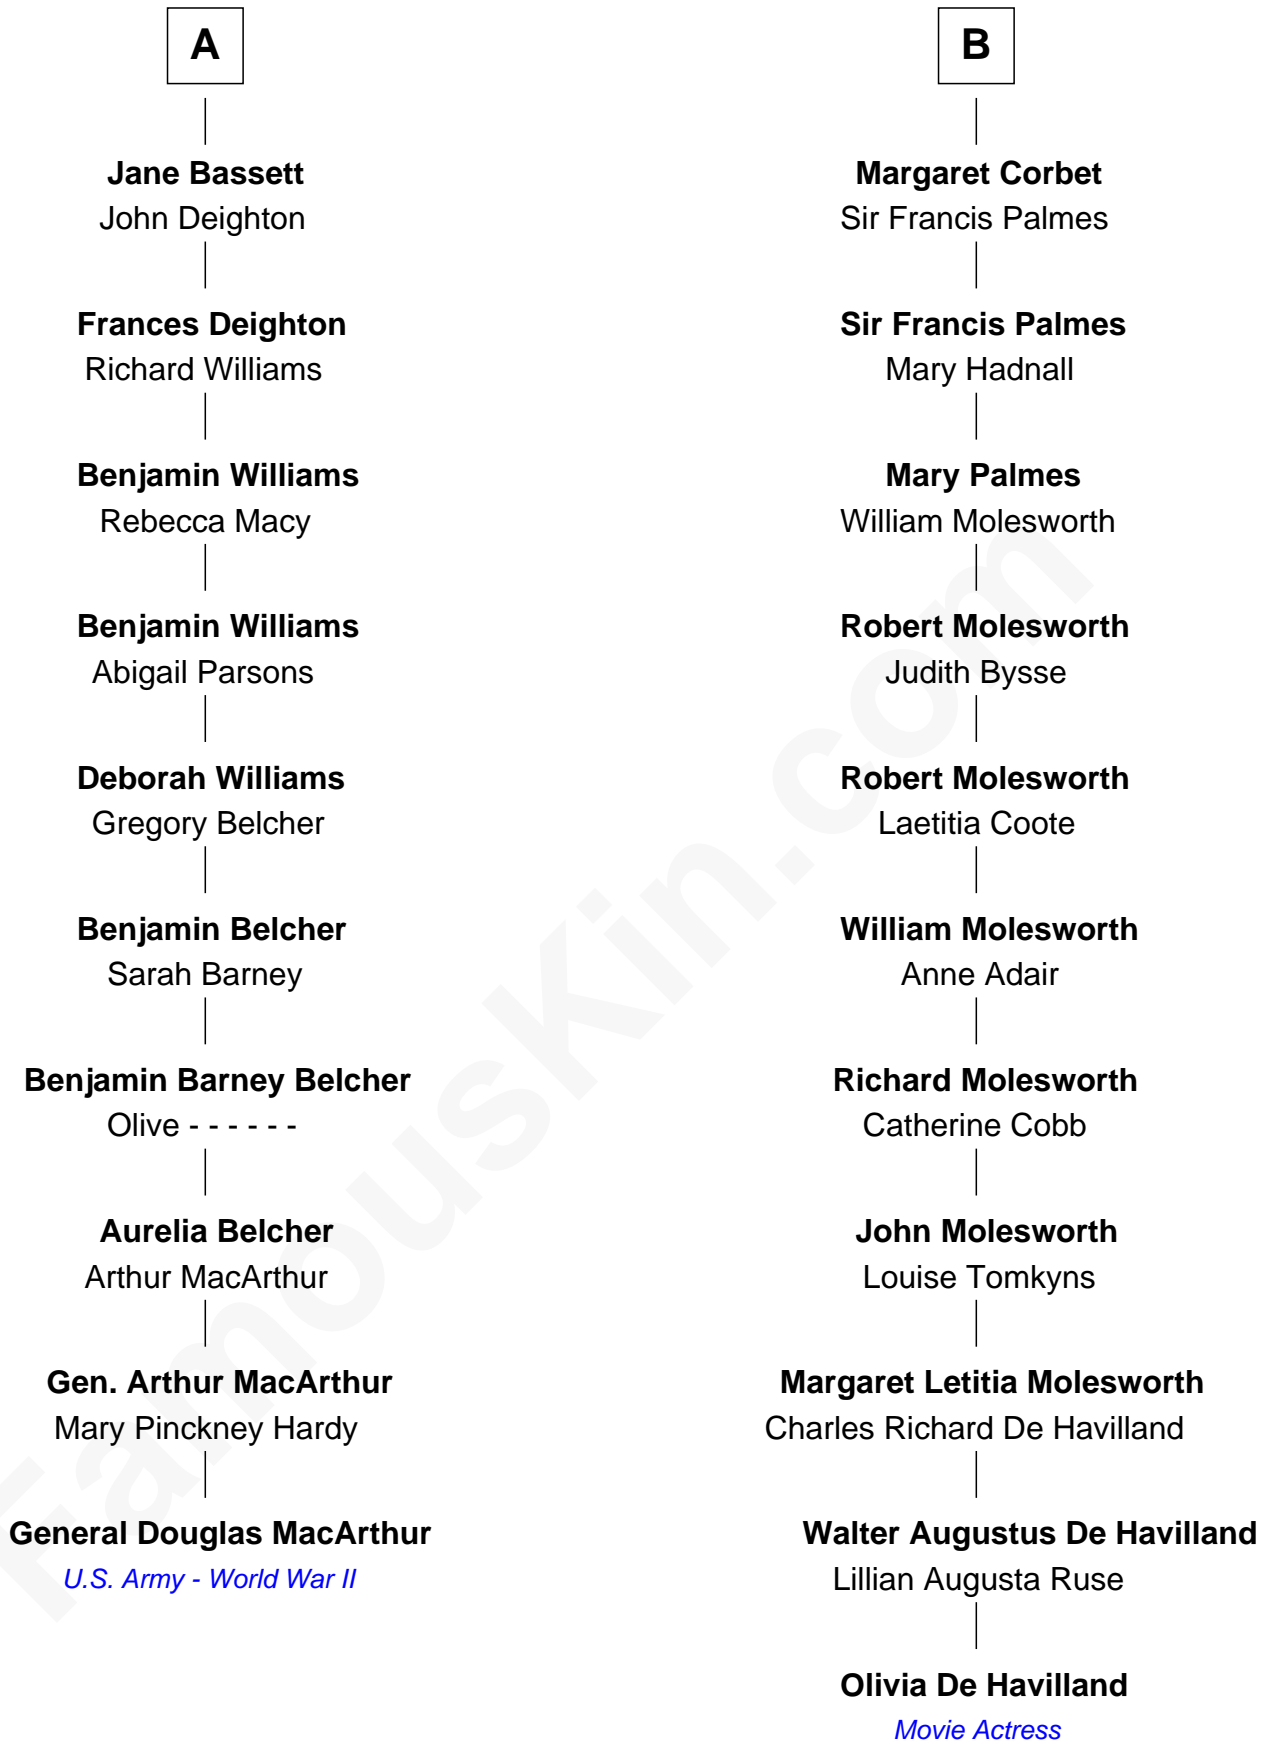 A
Jane Bassett
John Deighton
Frances Deighton
Richard Williams
Benjamin Williams
Rebecca Macy
Benjamin Williams
Abigail Parsons
Deborah Williams
Gregory Belcher
Benjamin Belcher
Sarah Barney
Benjamin Barney Belcher
Olive - - - - - -
Aurelia Belcher
Arthur MacArthur
Gen. Arthur MacArthur
Mary Pinckney Hardy
General Douglas MacArthur
U.S. Army - World War II
B
Margaret Corbet
Sir Francis Palmes
Sir Francis Palmes
Mary Hadnall
Mary Palmes
William Molesworth
Robert Molesworth
Judith Bysse
Robert Molesworth
Laetitia Coote
William Molesworth
Anne Adair
Richard Molesworth
Catherine Cobb
John Molesworth
Louise Tomkyns
Margaret Letitia Molesworth
Charles Richard De Havilland
Walter Augustus De Havilland
Lillian Augusta Ruse
Olivia De Havilland
Movie Actress
FamousKin.com